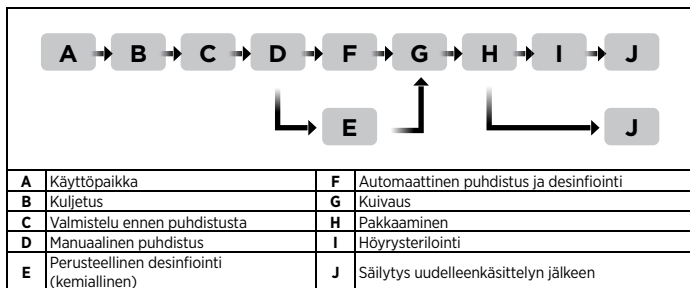 A B C D F G H I J
E J
A Käyttöpaikka F Automaattinen puhdistus ja desinfiointi
B Kuljetus G Kuivaus
C Valmistelu ennen puhdistusta H Pakkaaminen
D Manuaalinen puhdistus I Höyrysterilointi
E Perusteellinen desinfiointi
(kemiallinen) J Säilytys uudelleenkäsittelyn jälkeen